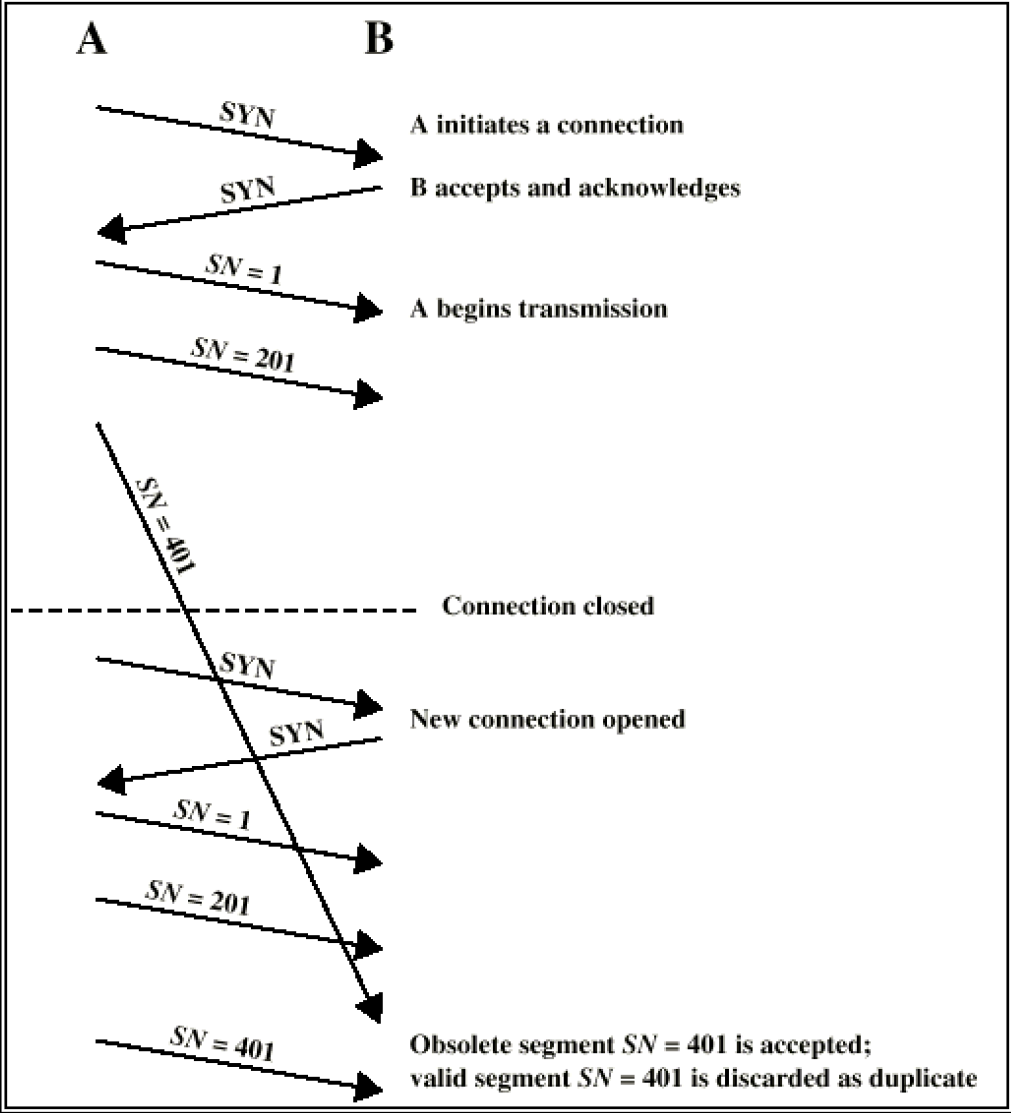 A B
SYN
A initiates a connection
SYN
B accepts and acknowledges
SN = 1
A begins transmission
SN = 201
SN = 401
Connection closed
SYN
New connection opened
SYN
SN = 1
SN = 201
SN = 401
Obsolete segment SN = 401 is accepted;
valid segment SN = 401 is discarded as duplicate